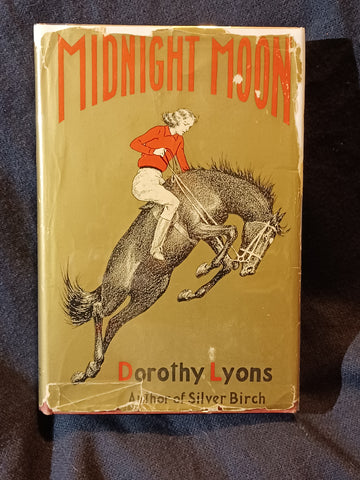 MIDNIGHT MOON
Dorothy Lyons
Author of Silver Birch